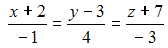 (x + 2)/(-1) = (y - 3)/4 = (z + 7)/(-3)